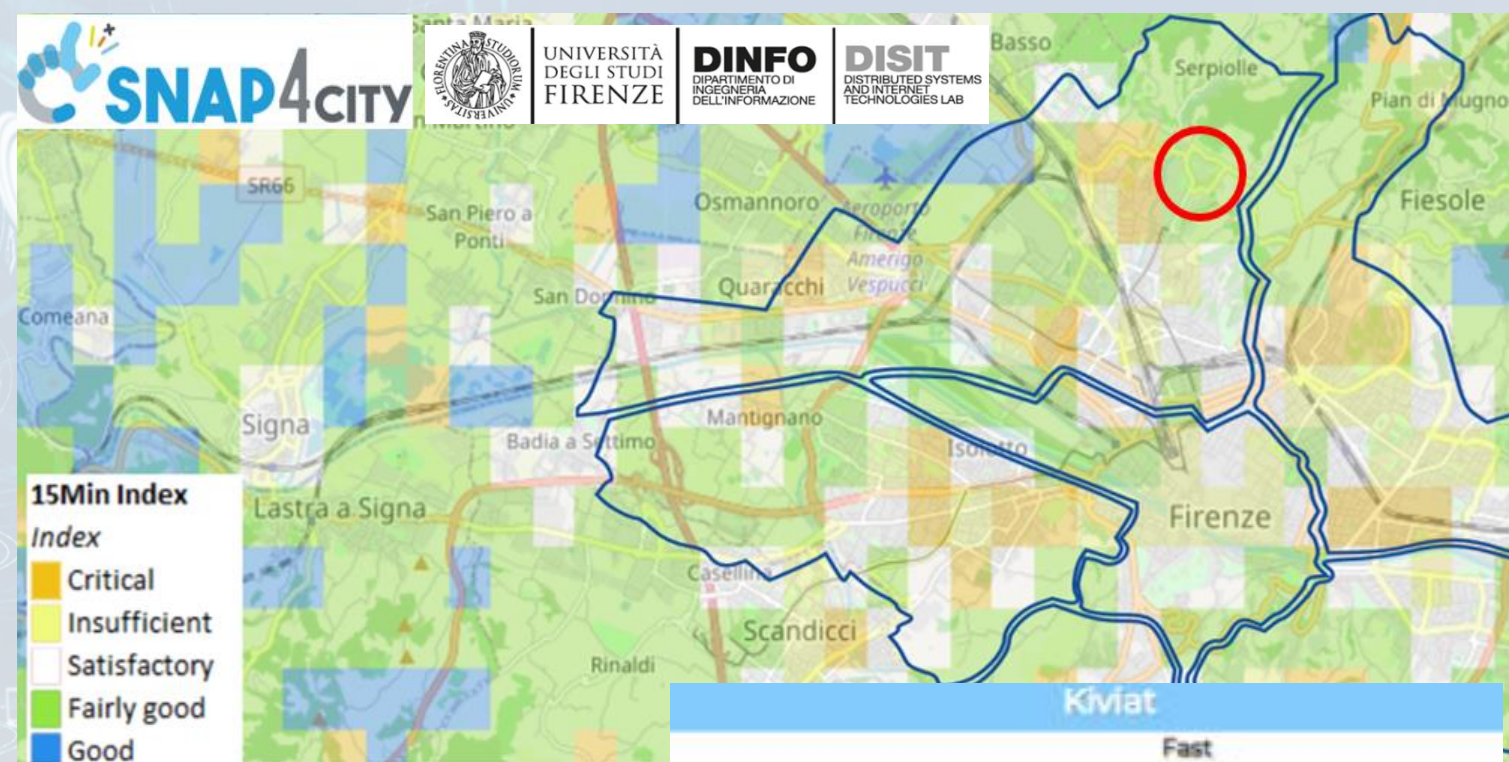 SNAP4CITY
UNIVERSITÀ
DEGLI STUDI
FIRENZE
DINFO
DIPARTIMENTO DI
INGEGNERIA
DELL'INFORMAZIONE
DISIT
DISTRIBUTED SYSTEMS
AND INTERNET
TECHNOLOGIES LAB
Santa Maria
Basso
Serpiolle
Pian di Mugno
SR66
San Piero a
Ponti
Osmannoro
Aeroporto
Firenze
Amerigo
Vespucci
Fiesole
Quaracchi
San Donnino
Comeana
Signa
Badia a Settimo
Mantignano
Isolotto
Lastra a Signa
Firenze
Casellina
Scandicci
Rinaldi
15Min Index
Index
Critical
Insufficient
Satisfactory
Fairly good
Good
Kiviat
Fast